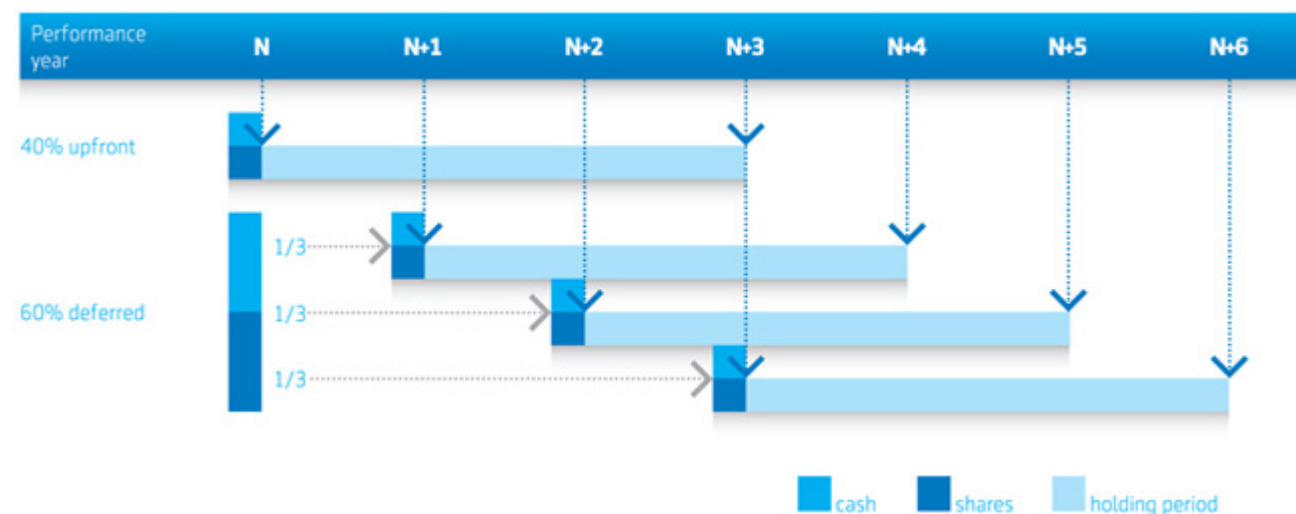 Performance
year
N N+1 N+2 N+3 N+4 N+5 N+6
40% upfront
1/3
60% deferred 1/3
1/3
cash shares holding period